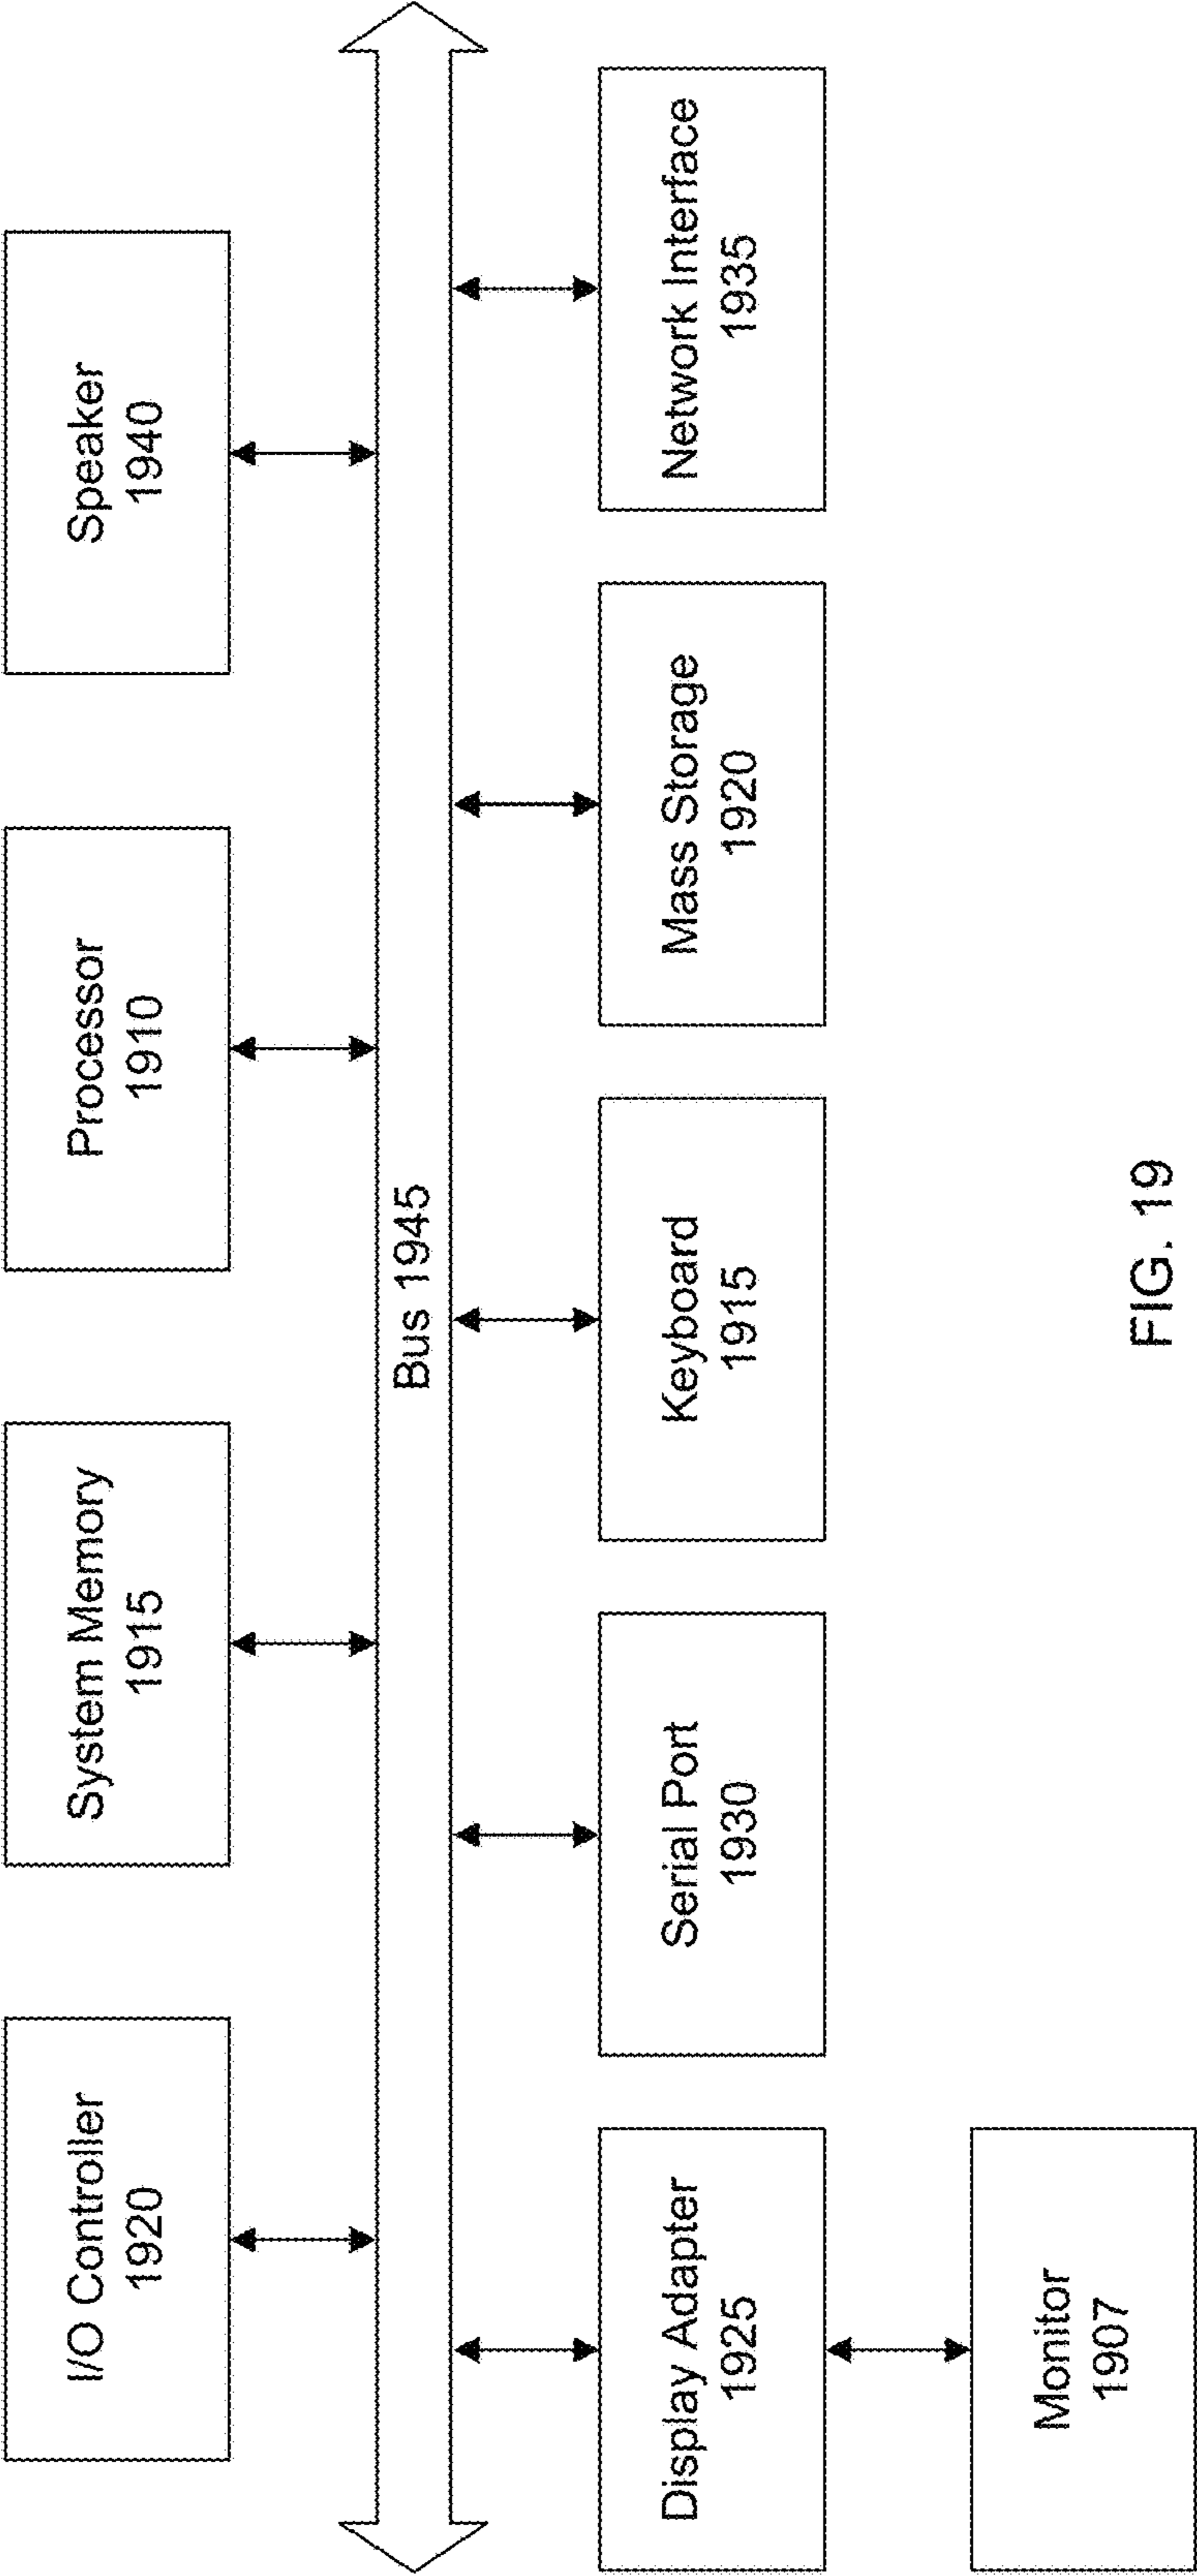 I/O Controller
1920
System Memory
1915
Processor
1910
Speaker
1940
Bus 1945
Display Adapter
1925
Serial Port
1930
Keyboard
1915
Mass Storage
1920
Network Interface
1935
Monitor
1907
FIG. 19